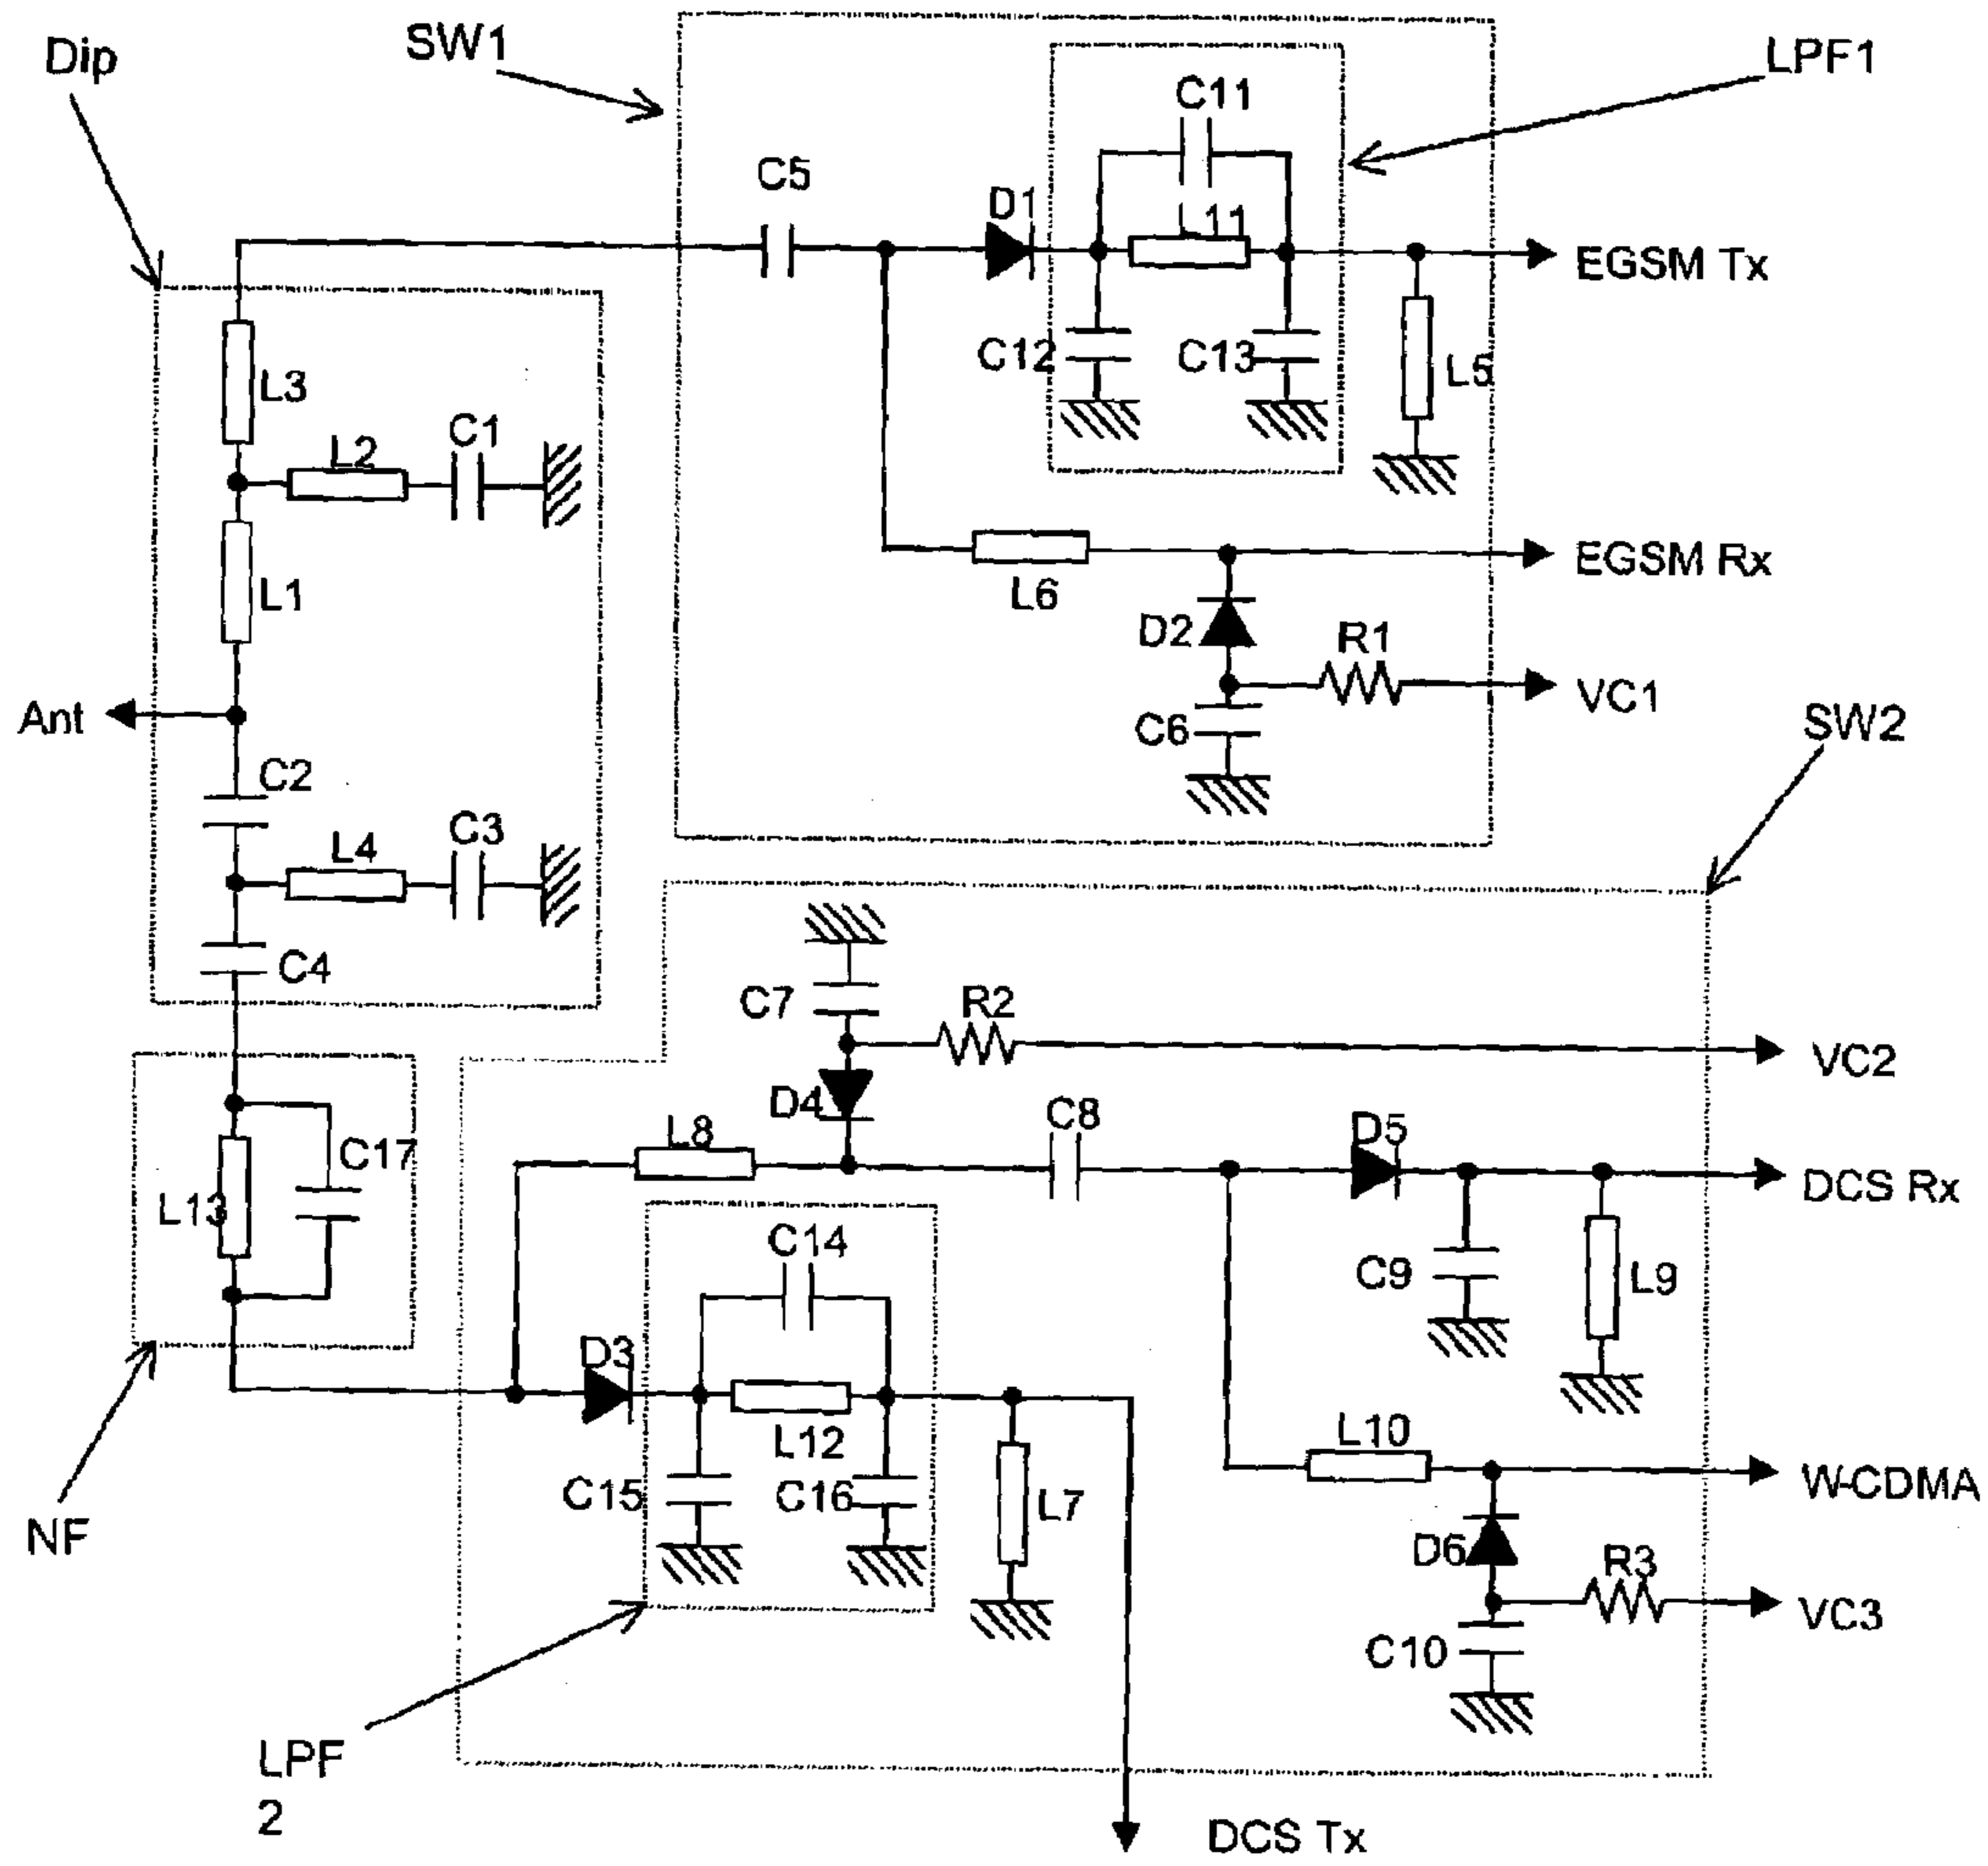 Dip
SW1
LPF1
C11
C5
D1
L11
EGSM Tx
C12
C13
L5
L3
C1
L2
L1
L6
EGSM Rx
D2
R1
VC1
Ant
C6
SW2
C2
C3
L4
C4
C7
R2
VC2
D4
C8
L8
D5
DCS Rx
C17
L13
C14
C9
L9
D3
L12
L10
C15
C16
L7
W-CDMA
NF
D6
R3
VC3
C10
LPF
2
DCS Tx